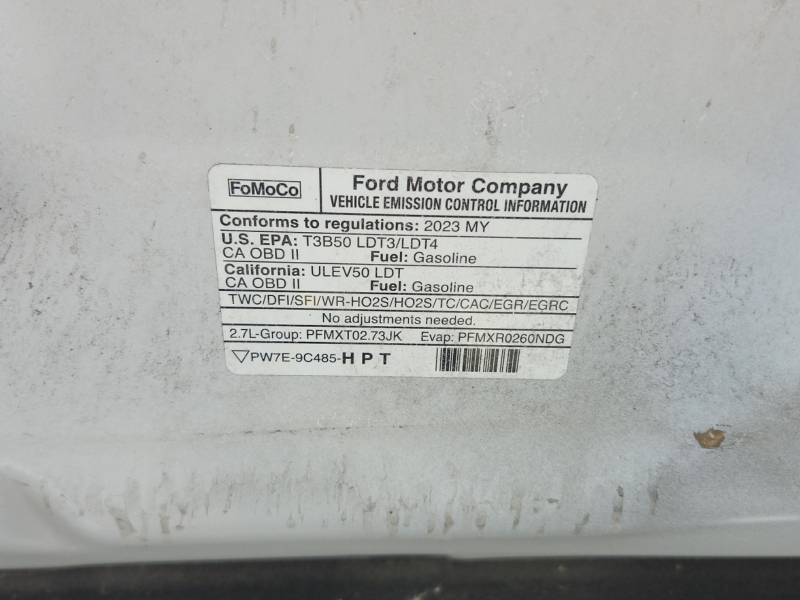 FoMoCo
Ford Motor Company
VEHICLE EMISSION CONTROL INFORMATION
Conforms to regulations: 2023 MY
U.S. EPA: T3B50 LDT3/LDT4
CA OBD II Fuel: Gasoline
California: ULEV50 LDT
CA OBD II Fuel: Gasoline
TWC/DFI/SFI/WR-HO2S/HO2S/TC/CAC/EGR/EGRC
No adjustments needed.
2.7L-Group: PFMXT02.73JK Evap: PFMXR0260NDG
PW7E-9C485-H P T